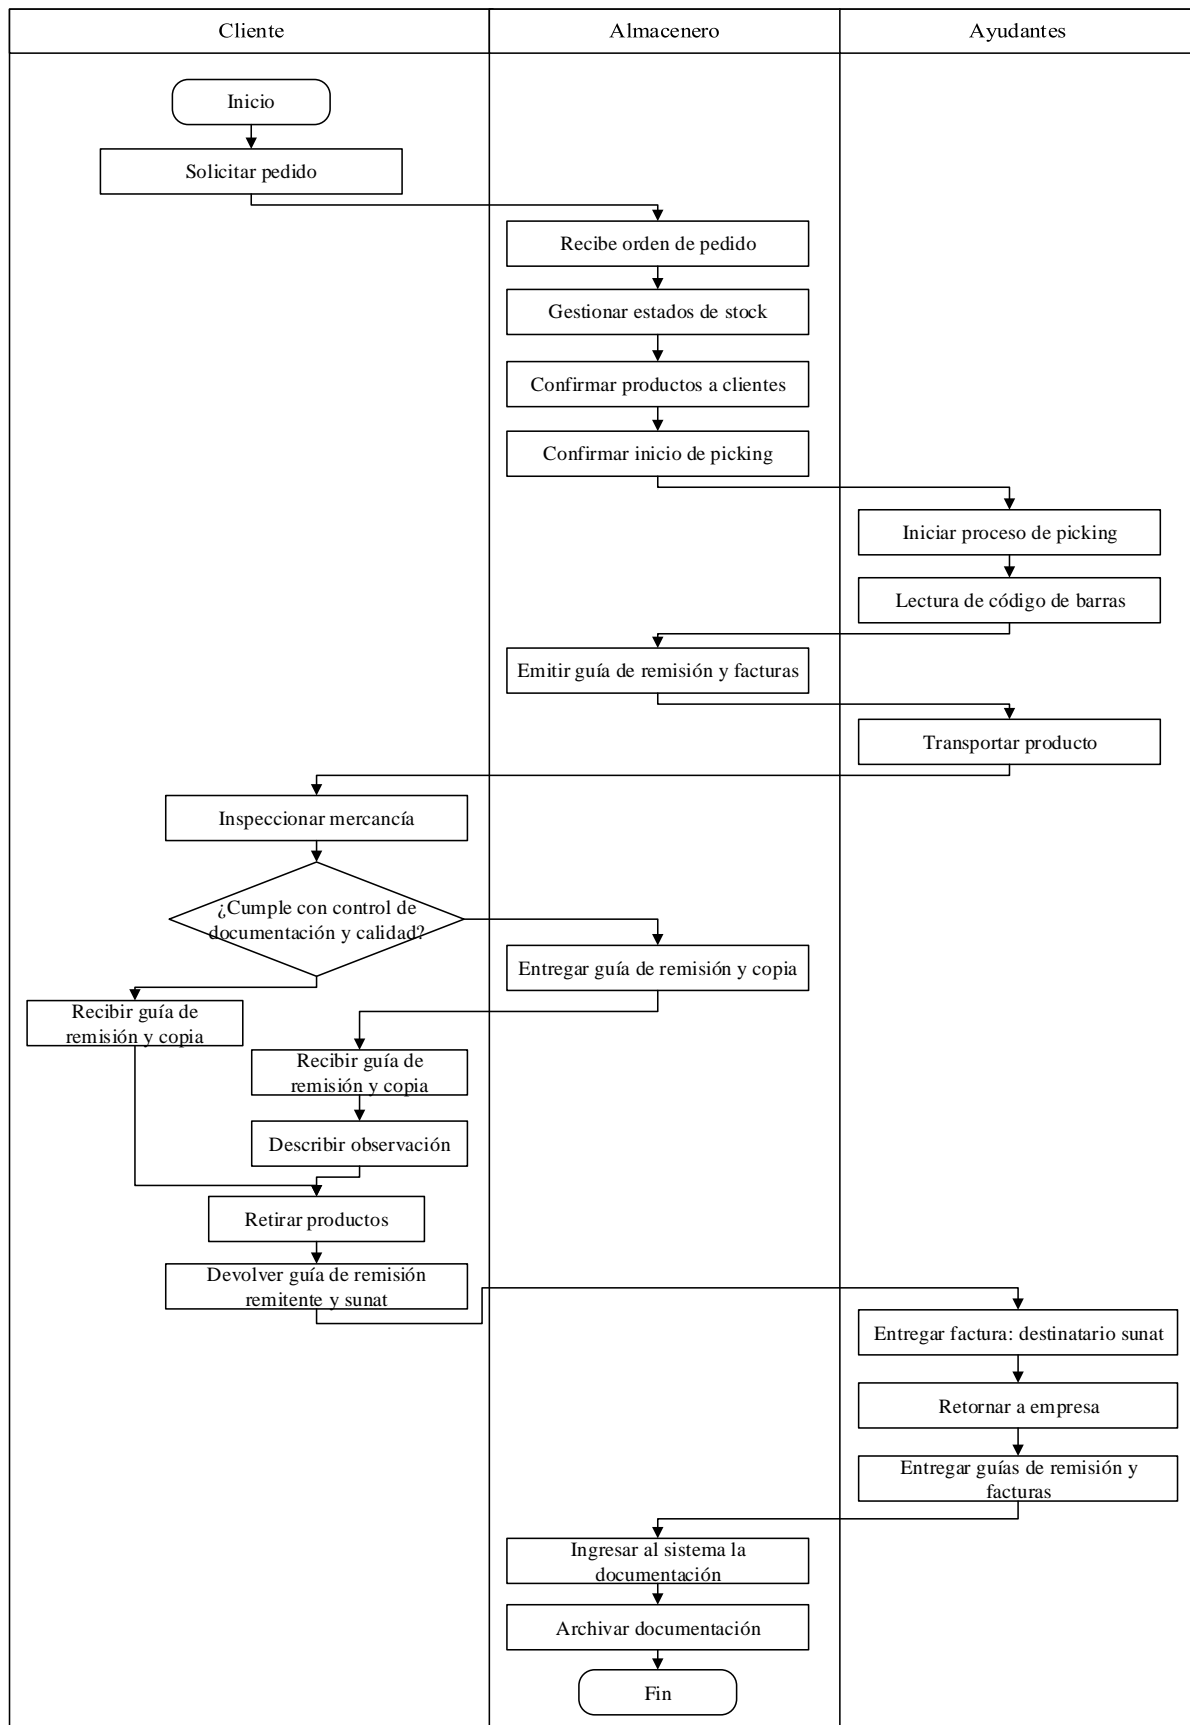 Cliente
Almacenero
Ayudantes
Inicio
Solicitar pedido
Recibe orden de pedido
Gestionar estados de stock
Confirmar productos a clientes
Confirmar inicio de picking
Iniciar proceso de picking
Lectura de código de barras
Emitir guía de remisión y facturas
Transportar producto
Inspeccionar mercancía
¿Cumple con control de
documentación y calidad?
Entregar guía de remisión y copia
Recibir guía de
remisión y copia
Recibir guía de
remisión y copia
Describir observación
Retirar productos
Devolver guía de remisión
remitente y sunat
Entregar factura: destinatario sunat
Retornar a empresa
Entregar guías de remisión y
facturas
Ingresar al sistema la
documentación
Archivar documentación
Fin